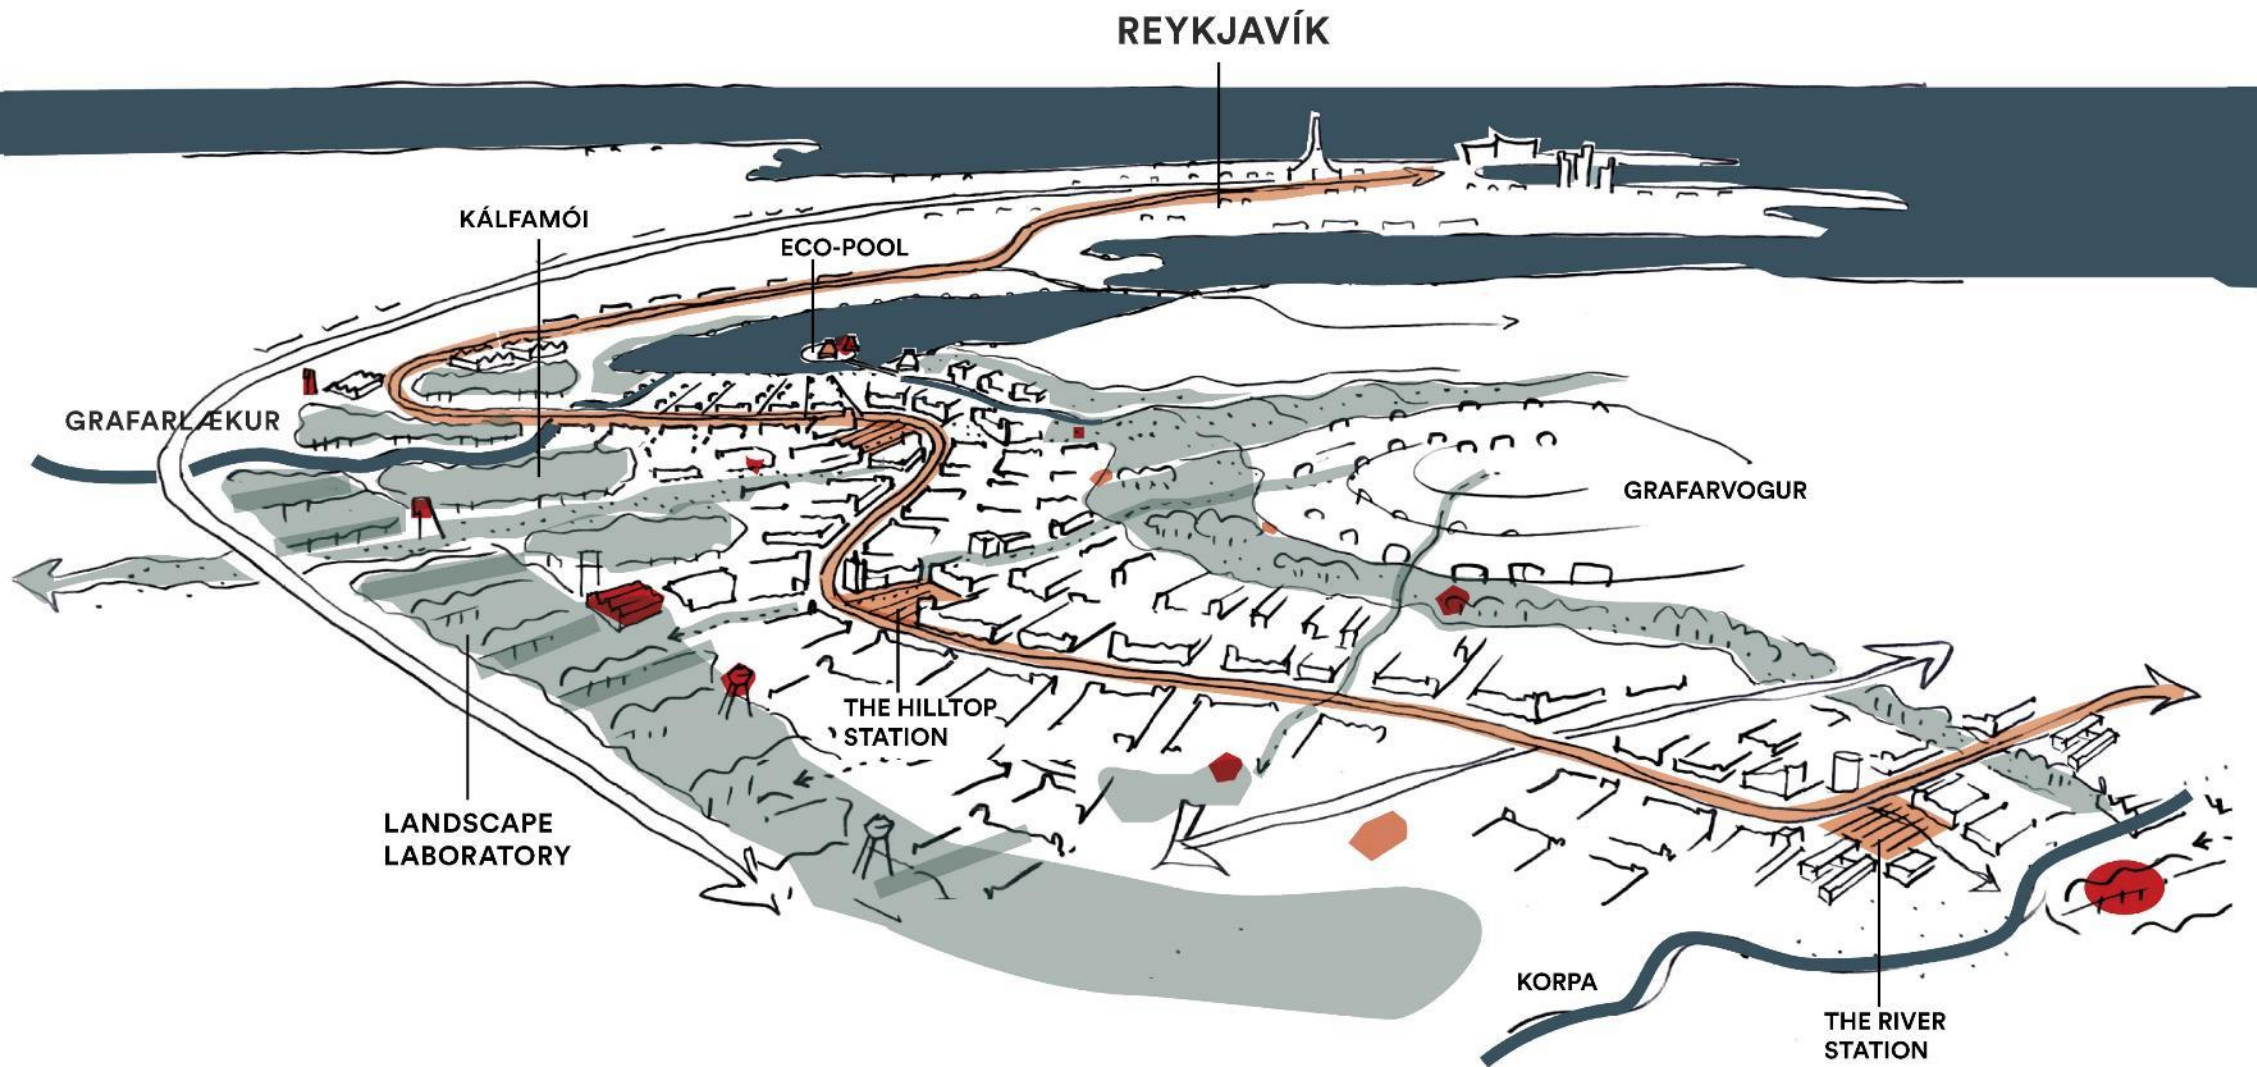 REYKJAVÍK
KÁLFAMÓI
ECO-POOL
GRAFARLÆKUR
GRAFARVOGUR
THE HILLTOP
STATION
LANDSCAPE
LABORATORY
KORPA
THE RIVER
STATION